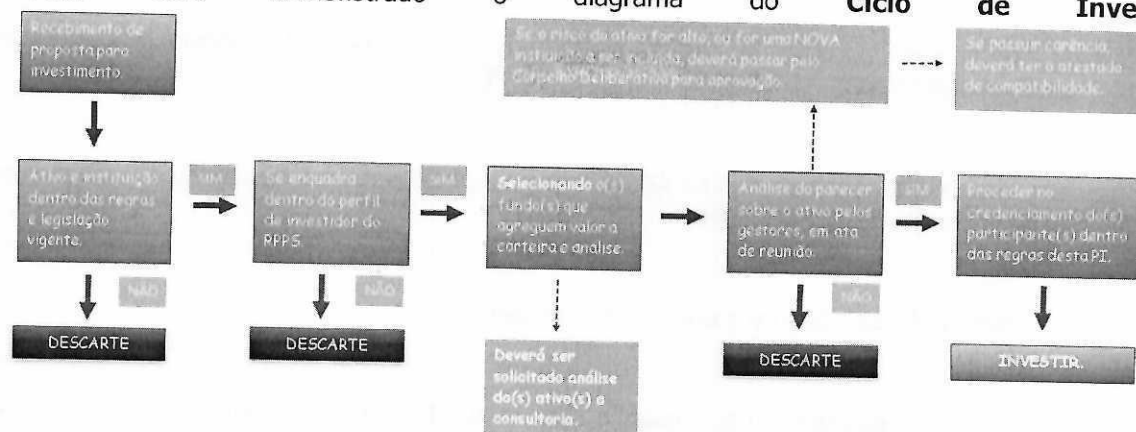 diagrama do Ciclo de Inve
Recebimento de
proposta para
investimento.
Se o risco do ativo for alto, ou for uma NOVA
instituição a ser incluída, deverá passar pelo
Conselho Deliberativo para aprovação.
Se possuir carência,
deverá ter o atestado
de compatibilidade.
Ativo e instituição
dentro das regras
e legislação
vigente.
SIM
Se enquadra
dentro do perfil
de investidor do
RPPS.
SIM
Selecionando o(s)
fundo(s) que
agreguem valor a
carteira e analise.
Análise do parecer
sobre o ativo pelos
gestores, em ata
de reunião.
SIM
Proceder no
credenciamento do(s)
participante(s) dentro
das regras desta PI.
NÃO
NÃO
NÃO
DESCARTE
DESCARTE
Deverá ser
solicitado análise
do(s) ativo(s) a
consultoria.
DESCARTE
INVESTIR.